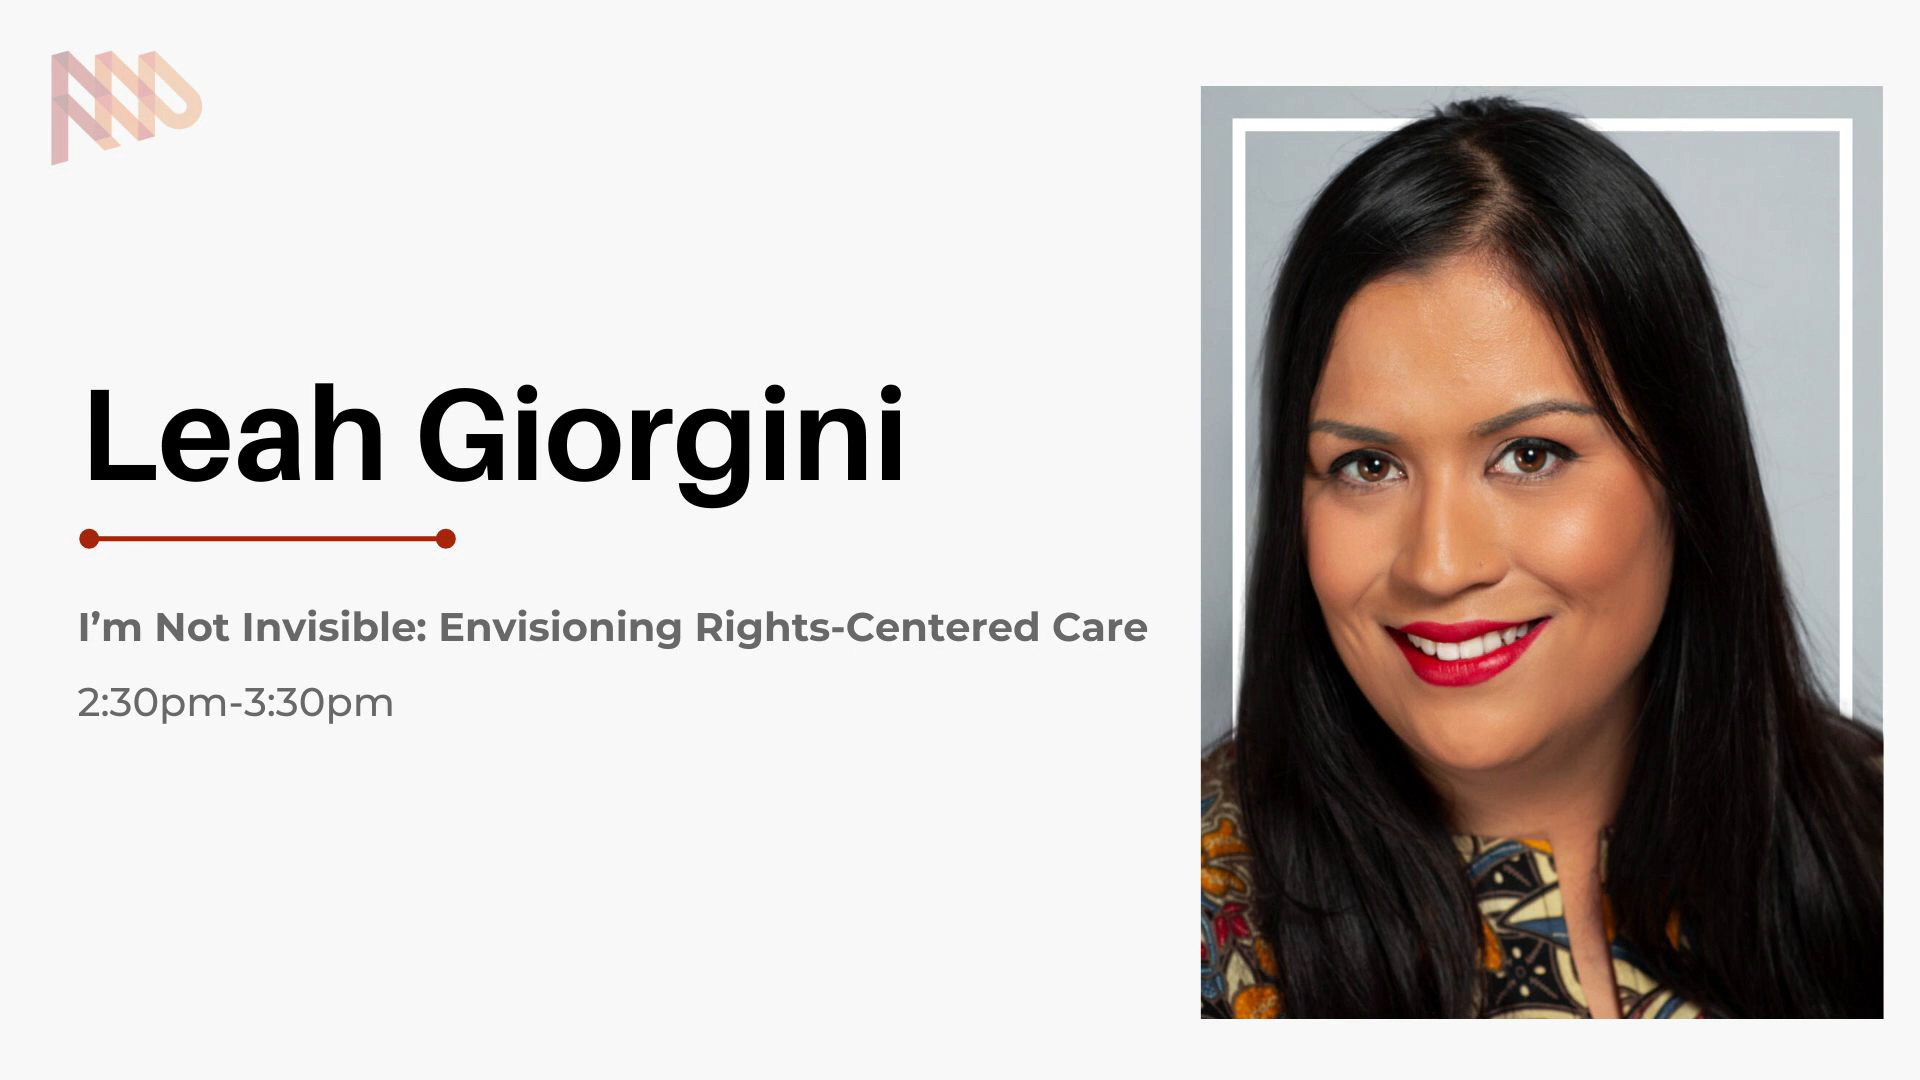 Leah Giorgini
I’m Not Invisible: Envisioning Rights-Centered Care
2:30pm-3:30pm